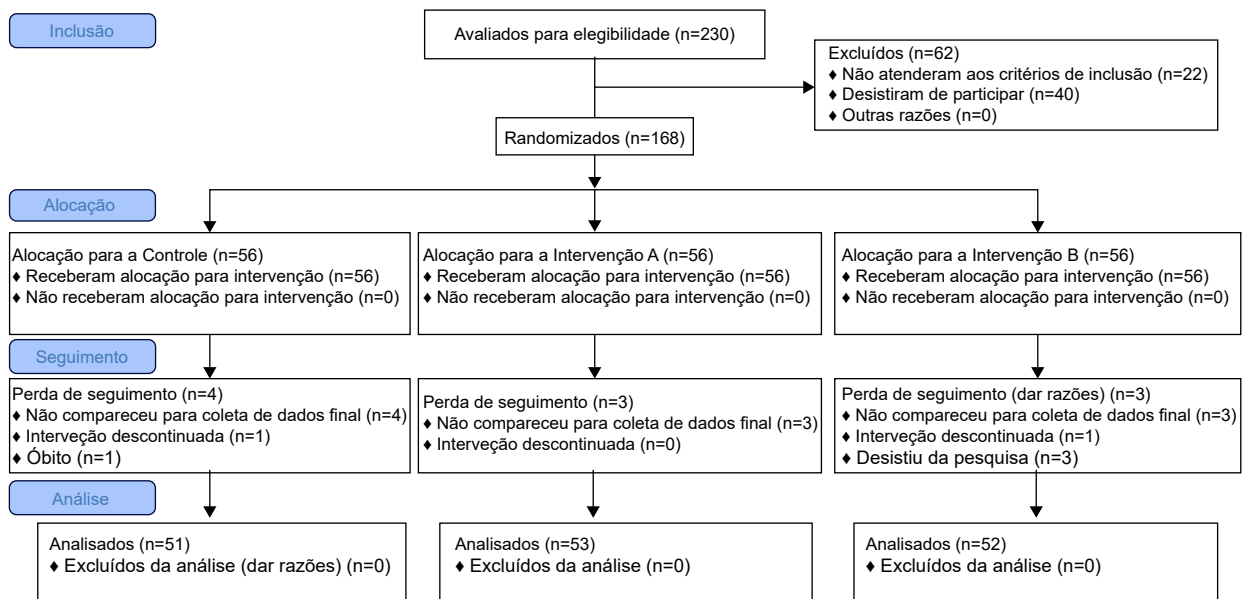 Inclusão
Avaliados para elegibilidade (n=230)
Excluídos (n=62)
♦ Não atenderam aos critérios de inclusão (n=22)
♦ Desistiram de participar (n=40)
♦ Outras razões (n=0)
Randomizados (n=168)
Alocação
Alocação para a Controle (n=56)
♦ Receberam alocação para intervenção (n=56)
♦ Não receberam alocação para intervenção (n=0)
Alocação para a Intervenção A (n=56)
♦ Receberam alocação para intervenção (n=56)
♦ Não receberam alocação para intervenção (n=0)
Alocação para a Intervenção B (n=56)
♦ Receberam alocação para intervenção (n=56)
♦ Não receberam alocação para intervenção (n=0)
Seguimento
Perda de seguimento (n=4)
♦ Não compareceu para coleta de dados final (n=4)
♦ Interveção descontinuada (n=1)
♦ Óbito (n=1)
Perda de seguimento (n=3)
♦ Não compareceu para coleta de dados final (n=3)
♦ Interveção descontinuada (n=0)
Perda de seguimento (dar razões) (n=3)
♦ Não compareceu para coleta de dados final (n=3)
♦ Interveção descontinuada (n=1)
♦ Desistiu da pesquisa (n=3)
Análise
Analisados (n=51)
♦ Excluídos da análise (dar razões) (n=0)
Analisados (n=53)
♦ Excluídos da análise (n=0)
Analisados (n=52)
♦ Excluídos da análise (n=0)